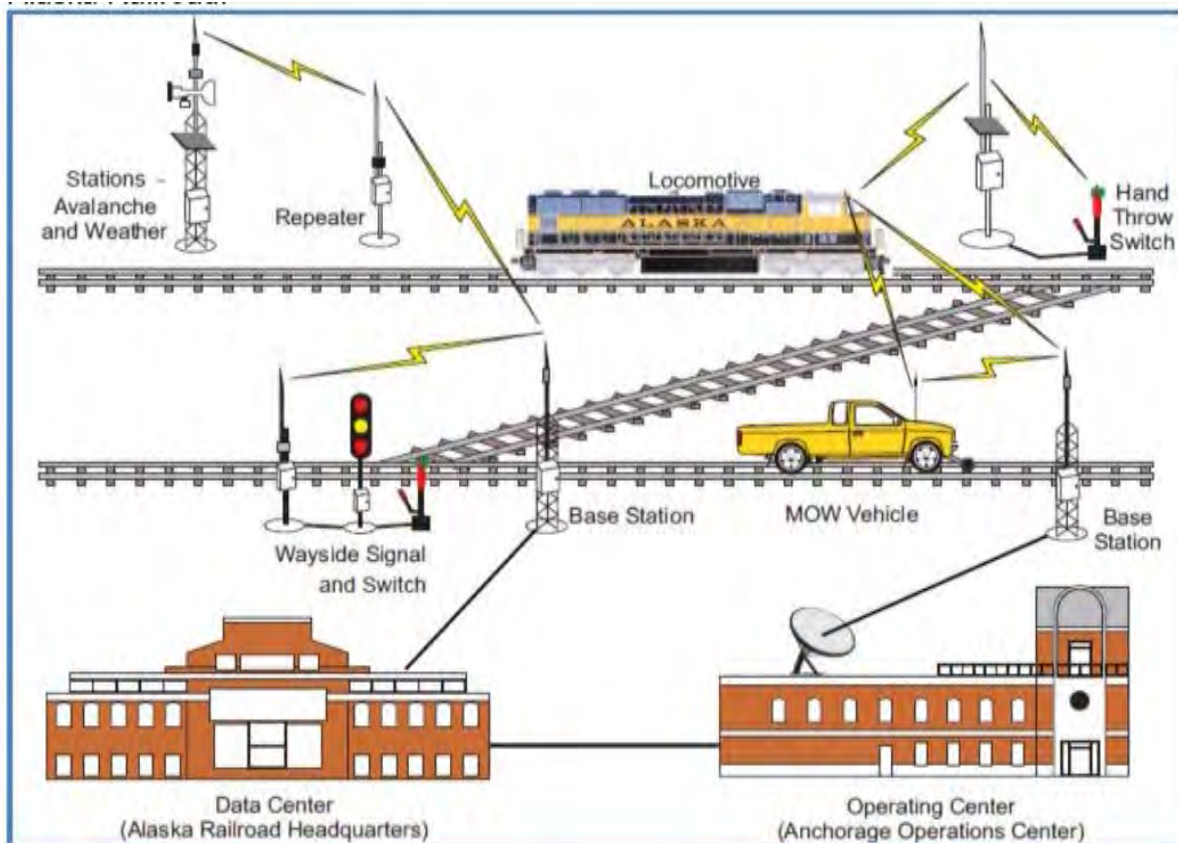 Stations -
Avalanche
and Weather
Repeater
Locomotive
ALASKA
Hand
Throw
Switch
Wayside Signal
and Switch
Base Station
MOW Vehicle
Base
Station
Data Center
(Alaska Railroad Headquarters)
Operating Center
(Anchorage Operations Center)